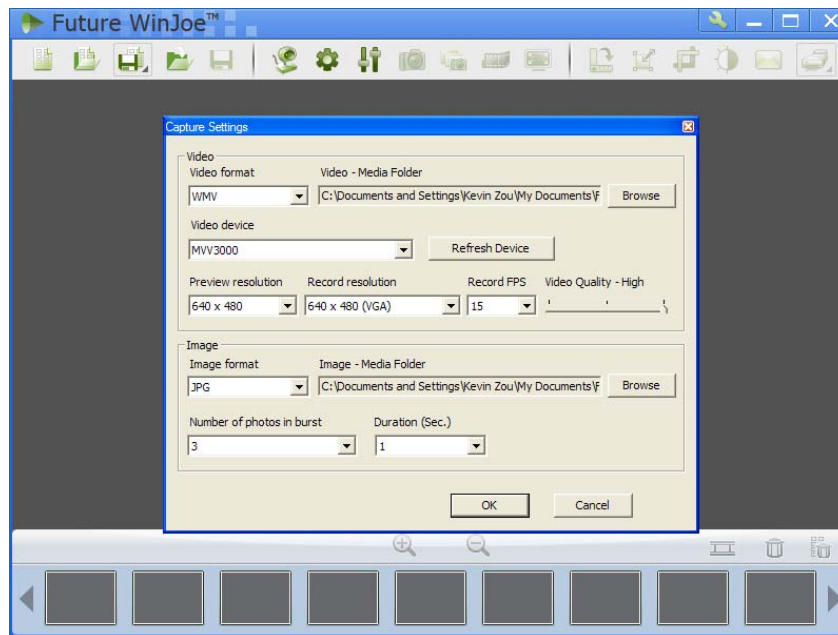 Future WinJoe™
Capture Settings
Video
Video format Video - Media Folder
WMV C:\Documents and Settings\Kevin Zou\My Documents\F Browse
Video device
MVV3000 Refresh Device
Preview resolution Record resolution Record FPS Video Quality - High
640 x 480 640 x 480 (VGA) 15
Image
Image format Image - Media Folder
JPG C:\Documents and Settings\Kevin Zou\My Documents\F Browse
Number of photos in burst Duration (Sec.)
3 1
OK Cancel